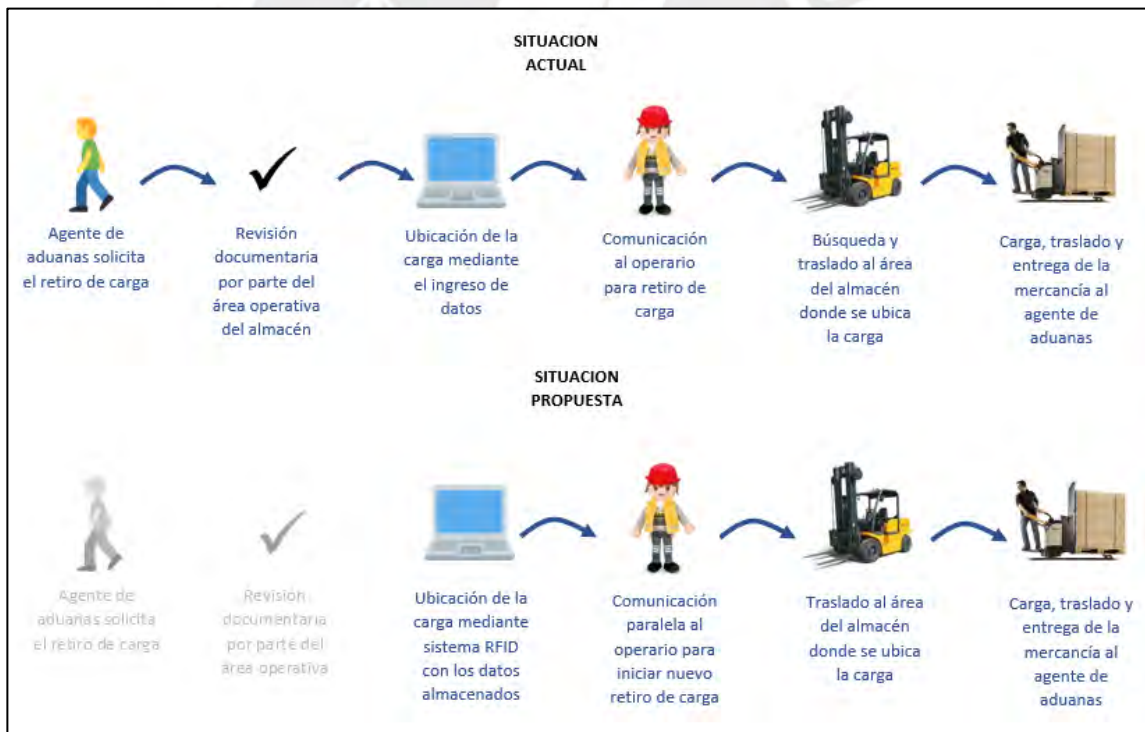 SITUACION
ACTUAL
Agente de
aduanas solicita
el retiro de carga
Revisión
documentaria
por parte del
área operativa
del almacén
Ubicación de la
carga mediante
el ingreso de
datos
Comunicación
al operario
para retiro de
carga
Búsqueda y
traslado al área
del almacén
donde se ubica
la carga
Carga, traslado y
entrega de la
mercancía al
agente de
aduanas
SITUACION
PROPUESTA
Agente de
aduanas solicita
el retiro de carga
Revisión
documentaria
por parte del
área operativa
Ubicación de la
carga mediante
sistema RFID
con los datos
almacenados
Comunicación
paralela al
operario para
iniciar nuevo
retiro de carga
Traslado al área
del almacén
donde se ubica
la carga
Carga, traslado y
entrega de la
mercancía al
agente de
aduanas